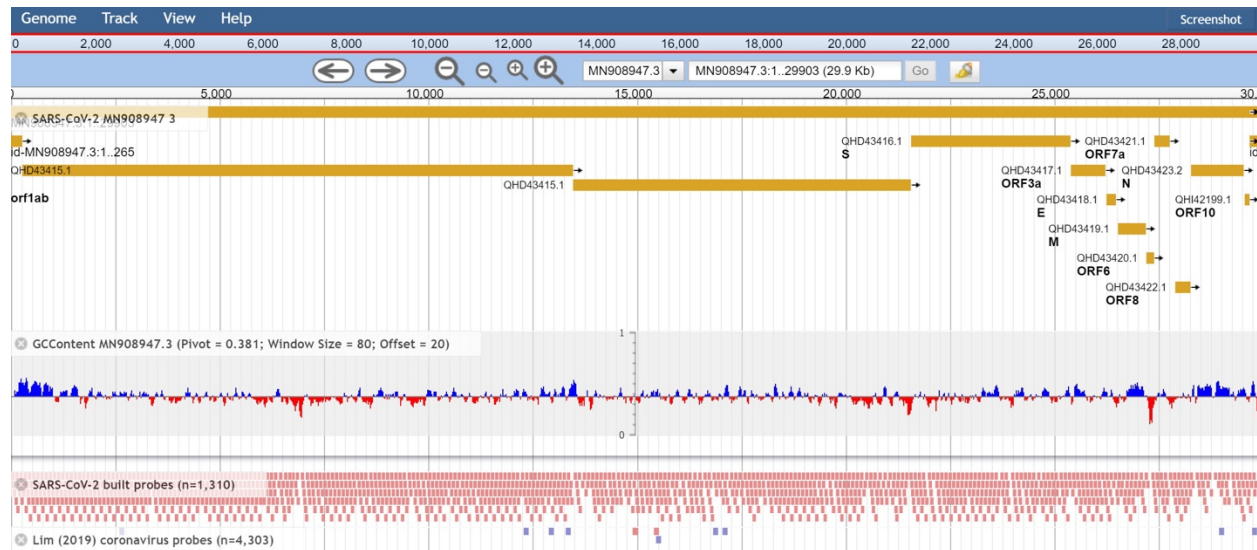 Genome Track View Help Screenshot
0 2,000 4,000 6,000 8,000 10,000 12,000 14,000 16,000 18,000 20,000 22,000 24,000 26,000 28,000
MN908947.3 MN908947.3:1..29903 (29.9 Kb) Go
5,000 10,000 15,000 20,000 25,000 30,
SARS-CoV-2 MN908947 3
QHD43416.1 QHD43421.1
id-MN908947.3:1..265 S ORF7a
QHD43415.1 QHD43417.1 QHD43423.2
QHD43415.1
orf1ab ORF3a N
QHD43418.1 QHI42199.1
E ORF10
QHD43419.1
M
QHD43420.1
ORF6
QHD43422.1
ORF8
GCContent MN908947.3 (Pivot = 0.381; Window Size = 80; Offset = 20)
1
0
SARS-CoV-2 built probes (n=1,310)
Lim (2019) coronavirus probes (n=4,303)